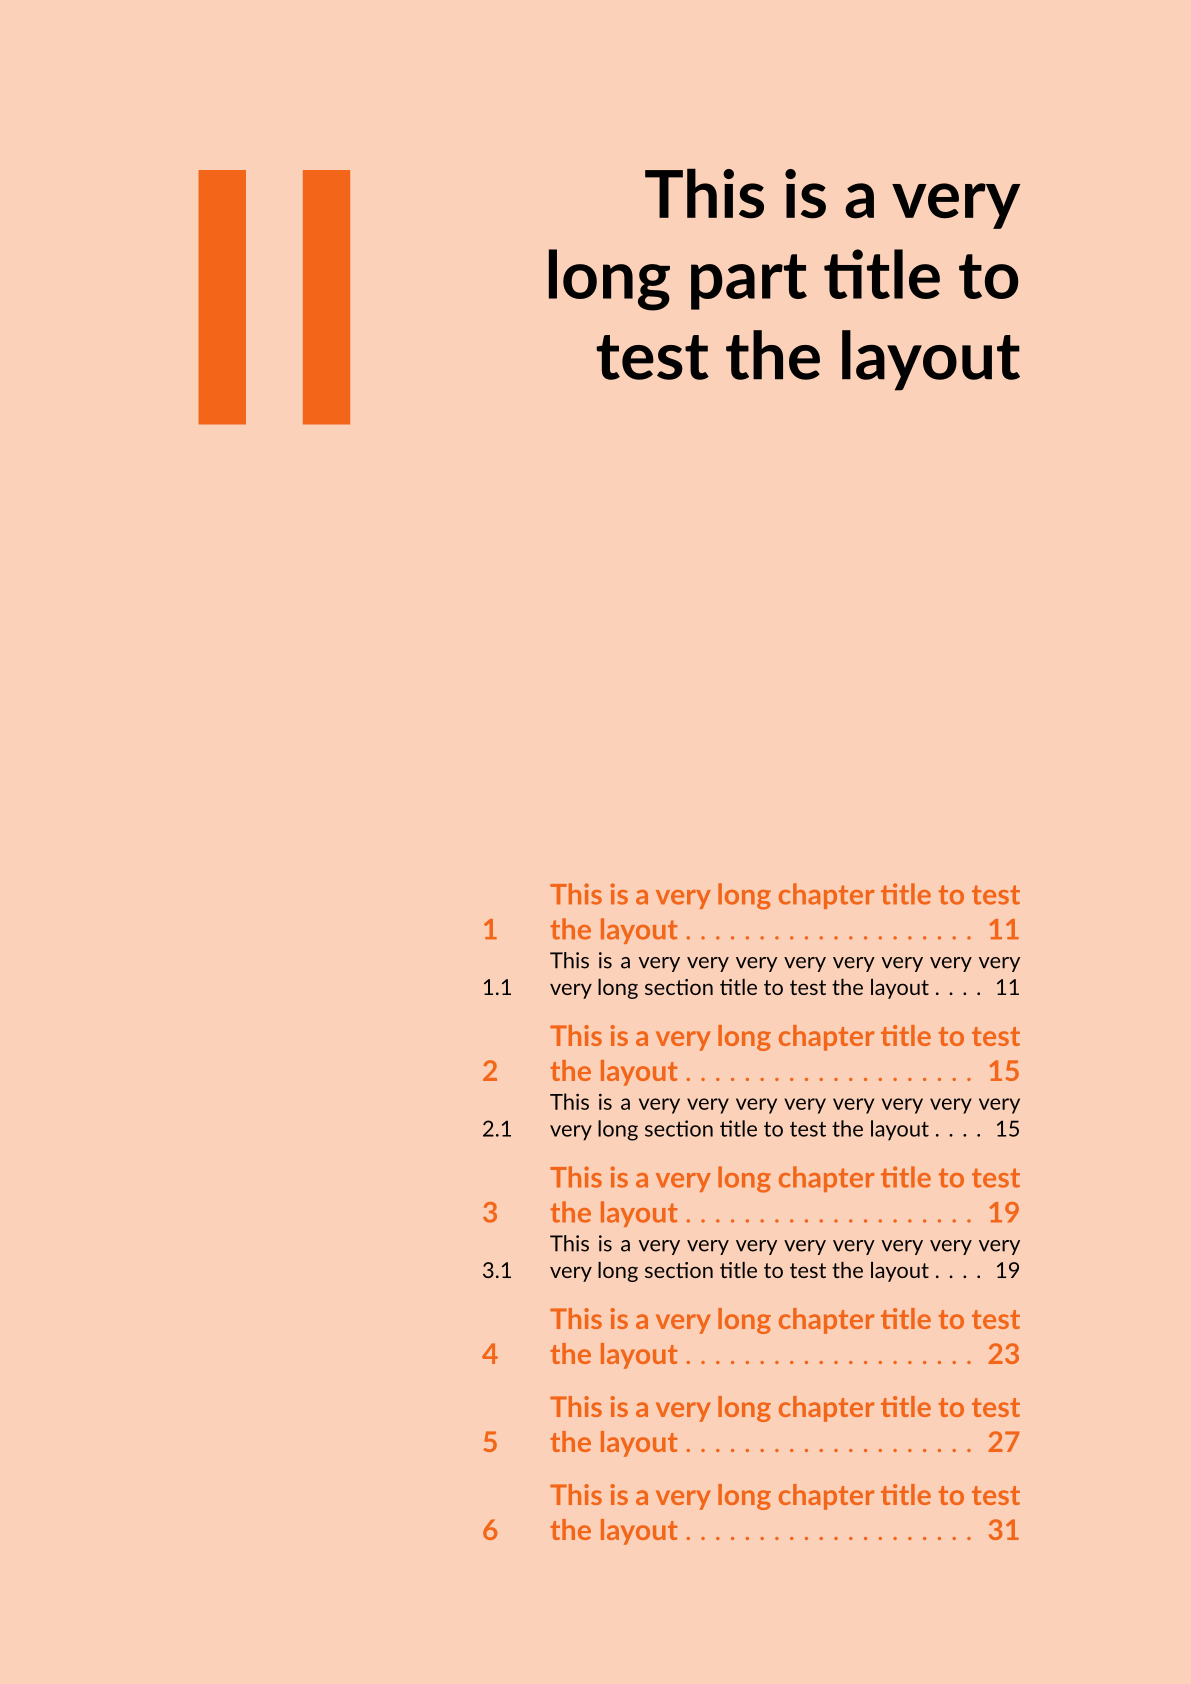 II
This is a very
long part title to
test the layout
This is a very long chapter title to test
1 the layout . . . . . . . . . . . . . . . . . . . . 11
This is a very very very very very very very very
1.1 very long section title to test the layout . . . . 11
This is a very long chapter title to test
2 the layout . . . . . . . . . . . . . . . . . . . . 15
This is a very very very very very very very very
2.1 very long section title to test the layout . . . . 15
This is a very long chapter title to test
3 the layout . . . . . . . . . . . . . . . . . . . . 19
This is a very very very very very very very very
3.1 very long section title to test the layout . . . . 19
This is a very long chapter title to test
4 the layout . . . . . . . . . . . . . . . . . . . . 23
This is a very long chapter title to test
5 the layout . . . . . . . . . . . . . . . . . . . . 27
This is a very long chapter title to test
6 the layout . . . . . . . . . . . . . . . . . . . . 31